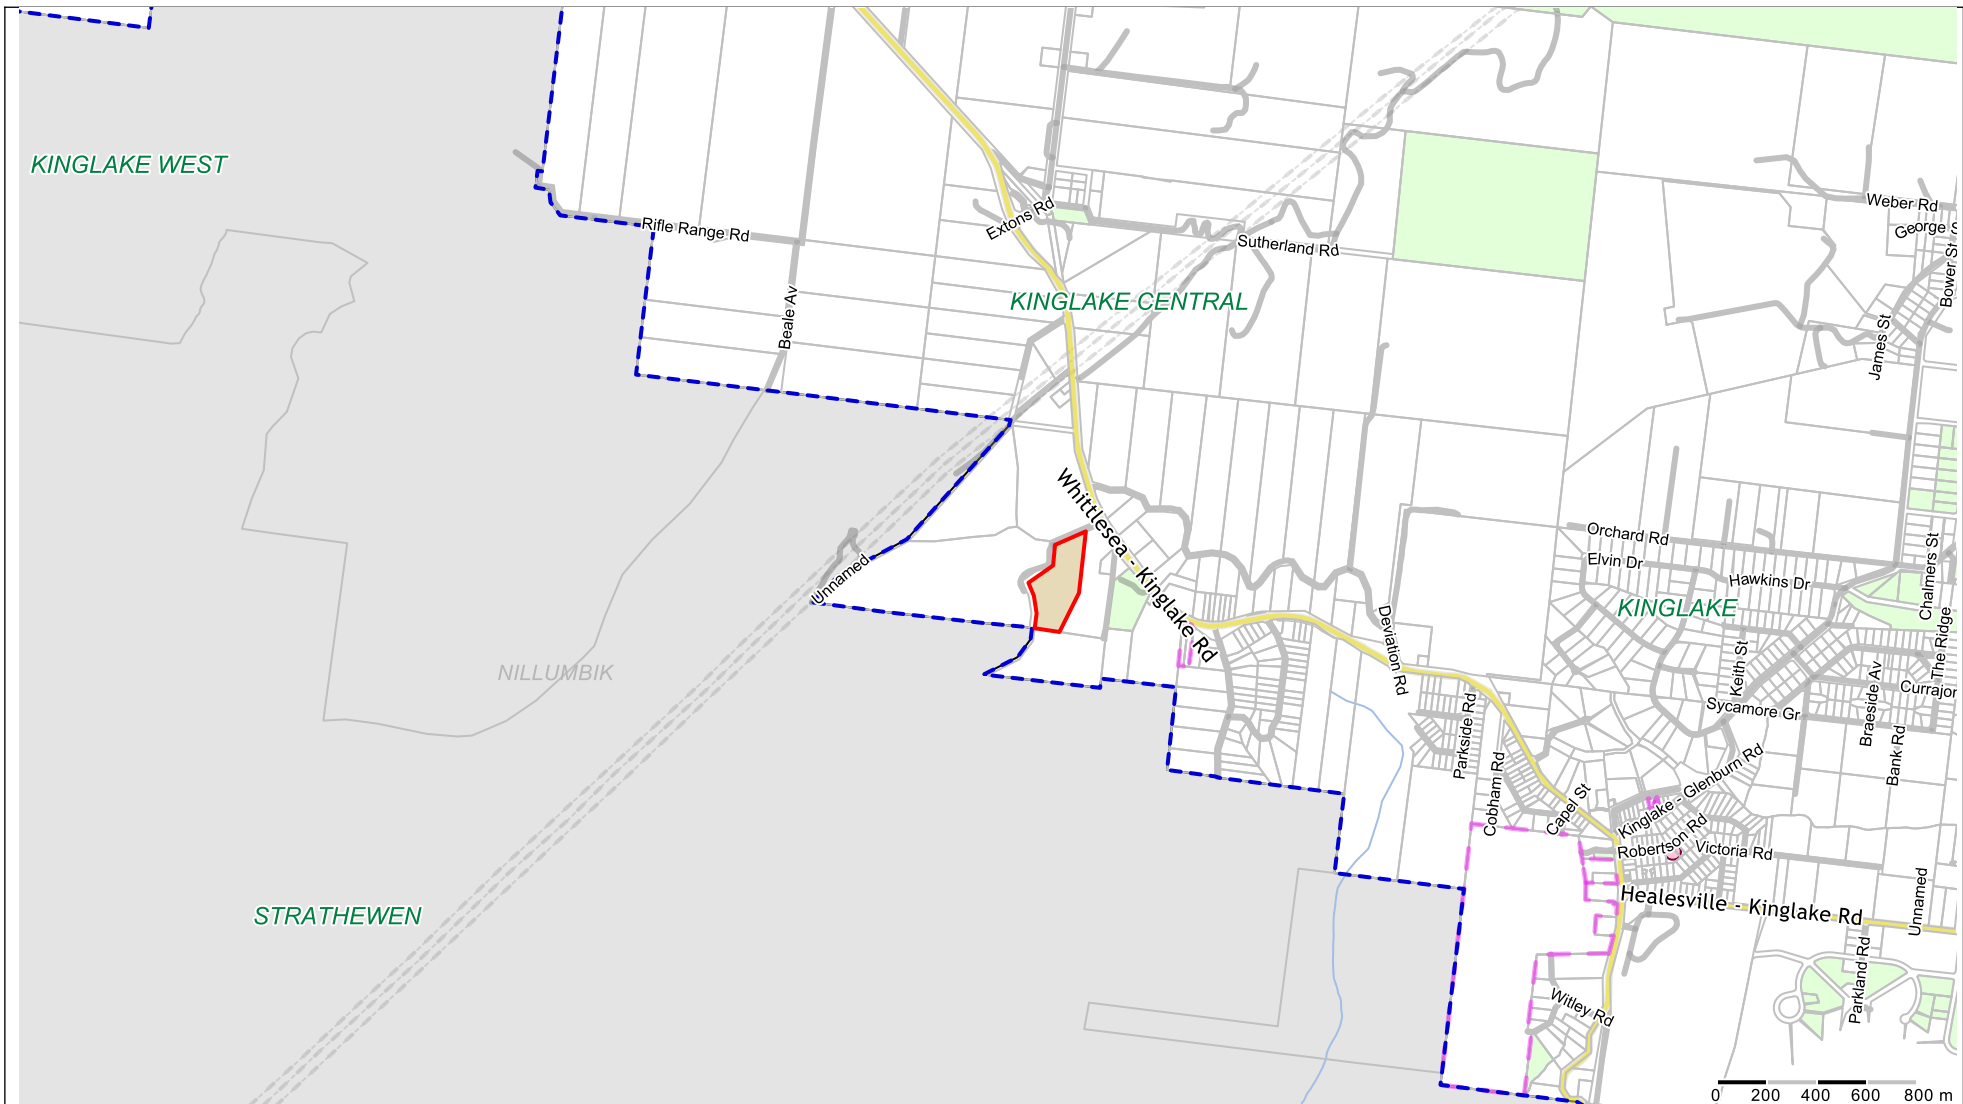 KINGLAKE WEST
Weber Rd
George S
Extons Rd
Rifle Range Rd
Sutherland Rd
Bower St
KINGLAKE CENTRAL
Beale Av
James St
Whittlesea - Kinglake Rd
Orchard Rd
Elvin Dr
Hawkins Dr
Chalmers St
Unnamed
KINGLAKE
Deviation Rd
The Ridge
Keith St
NILLUMBIK
Braeside Av
Currajon
Sycamore Gr
Parkside Rd
Bank Rd
Cobham Rd
Capel St
Kinglake - Glenburn Rd
Robertson Rd
Victoria Rd
Healesville - Kinglake Rd
Unnamed
STRATHEWEN
Parkland Rd
Witley Rd
0 200 400 600 800 m